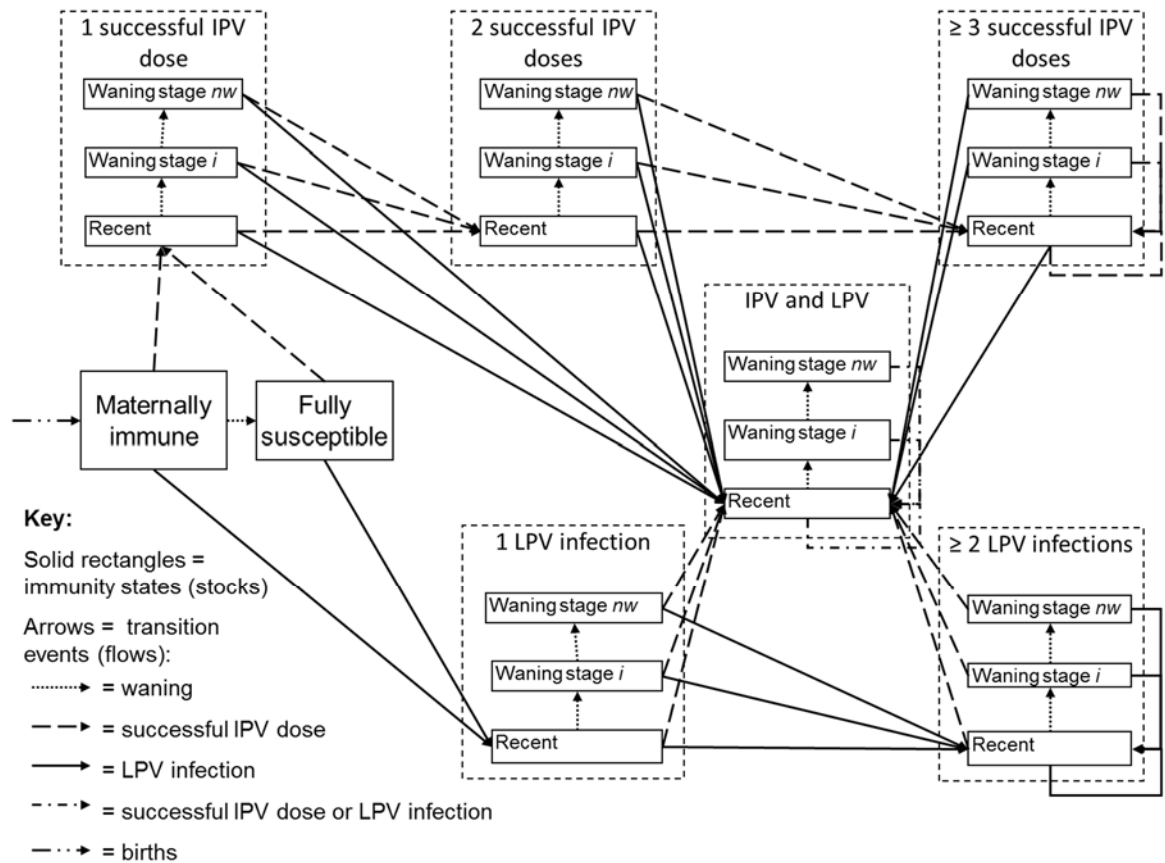 1 successful IPV
dose
Waning stage nw
Waning stage i
Recent
2 successful IPV
doses
Waning stage nw
Waning stage i
Recent
≥ 3 successful IPV
doses
Waning stage nw
Waning stage i
Recent
IPV and LPV
Waning stage nw
Waning stage i
Recent
Maternally
immune
Fully
susceptible
1 LPV infection
Waning stage nw
Waning stage i
Recent
≥ 2 LPV infections
Waning stage nw
Waning stage i
Recent
Key:
Solid rectangles =
immunity states (stocks)
Arrows = transition
events (flows):
= waning
= successful IPV dose
= LPV infection
= successful IPV dose or LPV infection
= births